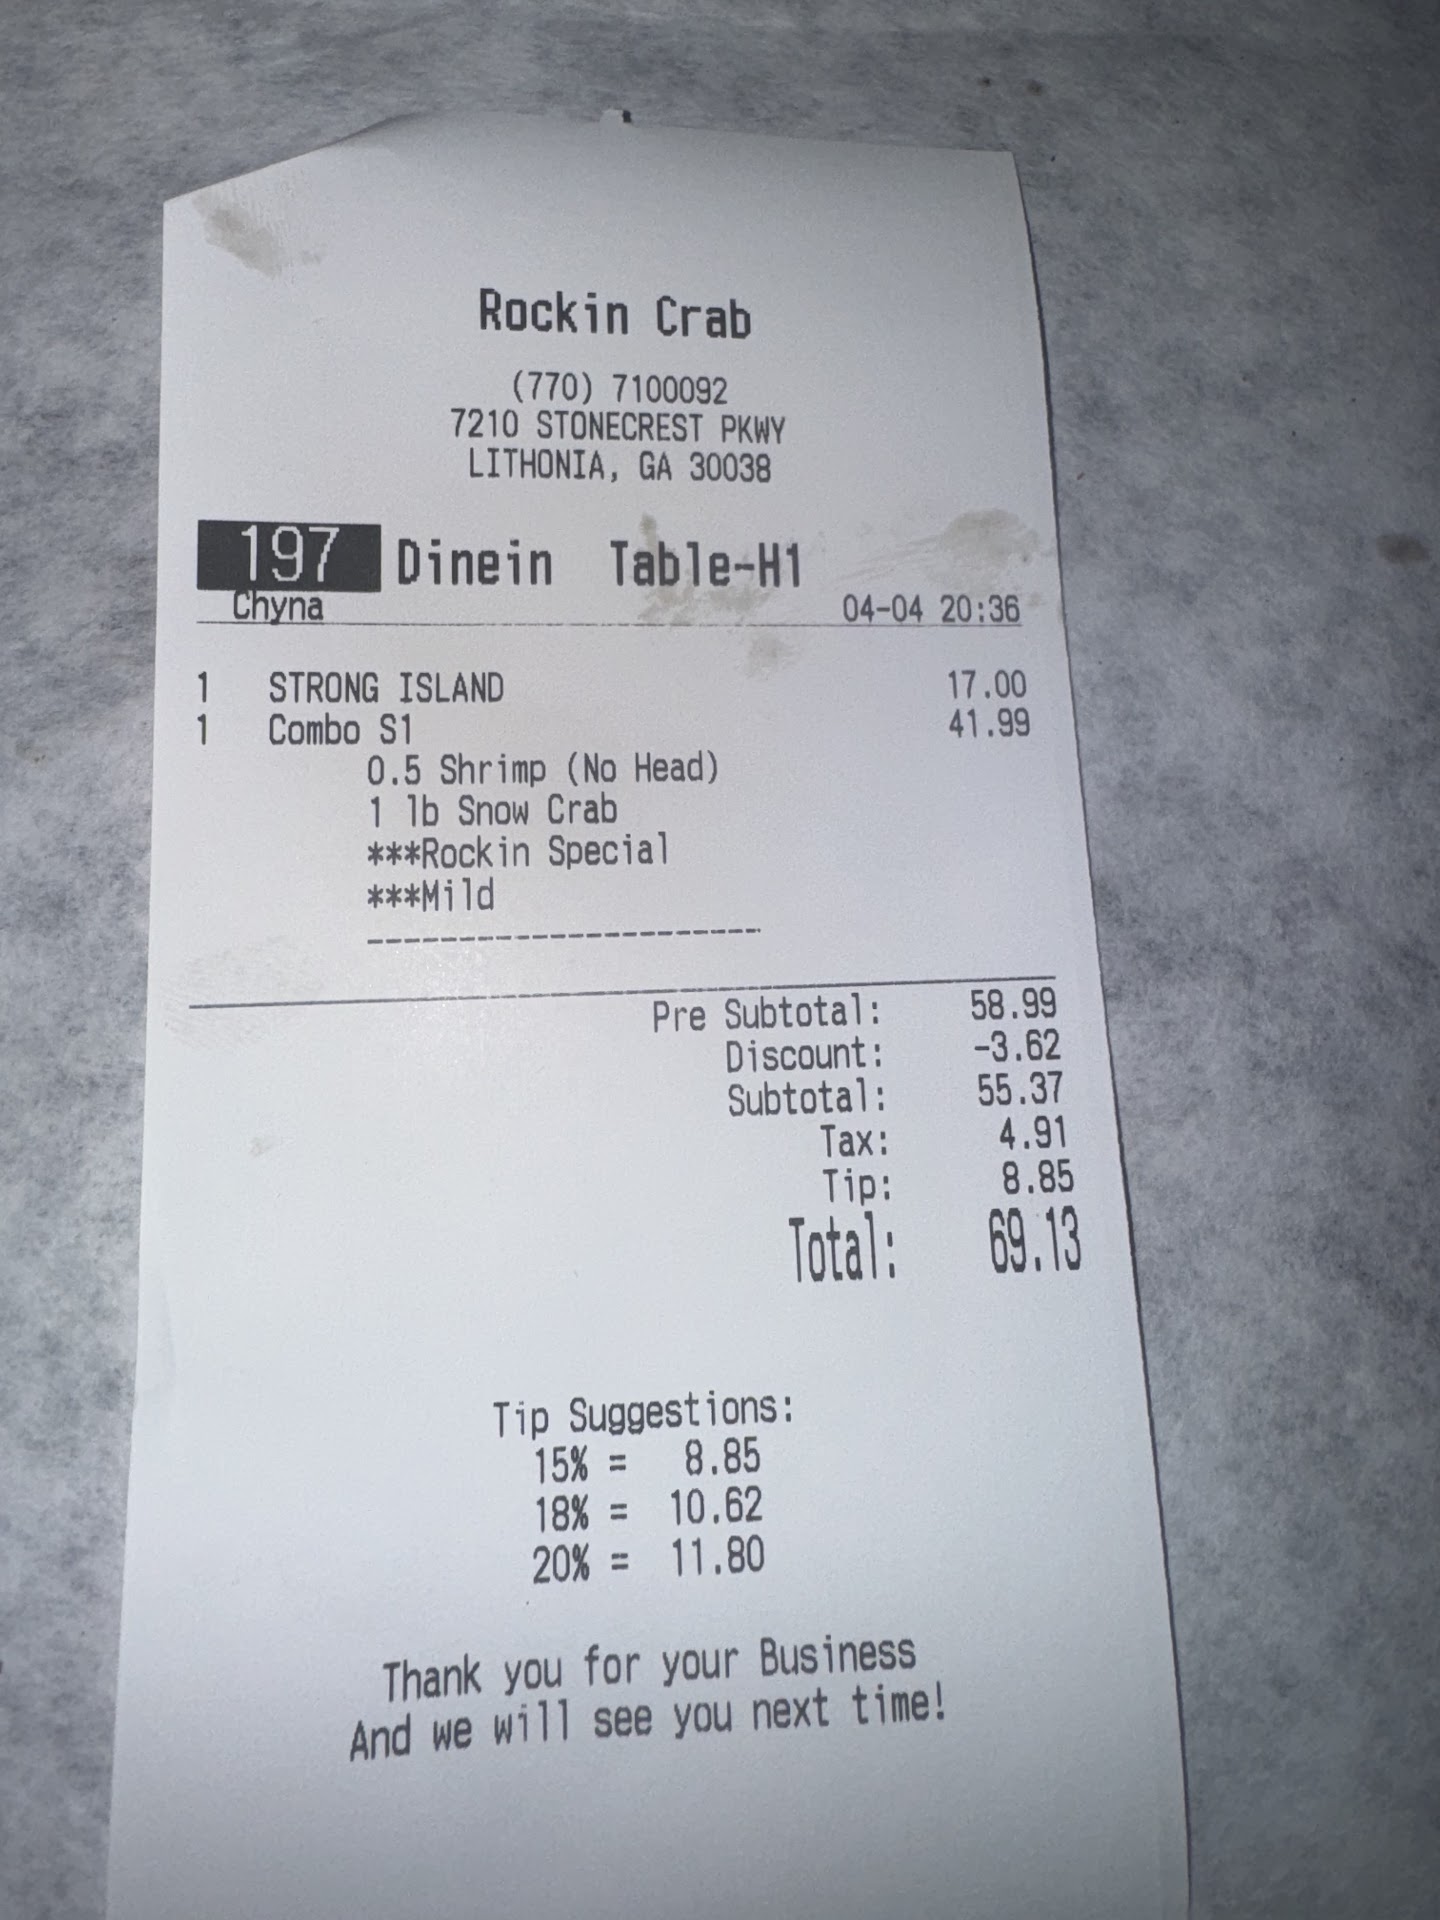 Rockin Crab
(770) 7100092
7210 STONECREST PKWY
LITHONIA, GA 30038
197 Dinein Table-H1
Chyna 04-04 20:36
1 STRONG ISLAND 17.00
1 Combo S1 41.99
0.5 Shrimp (No Head)
1 lb Snow Crab
***Rockin Special
***Mild
----------------------
Pre Subtotal: 58.99
Discount: -3.62
Subtotal: 55.37
Tax: 4.91
Tip: 8.85
Total: 69.13
Tip Suggestions:
15% = 8.85
18% = 10.62
20% = 11.80
Thank you for your Business
And we will see you next time!